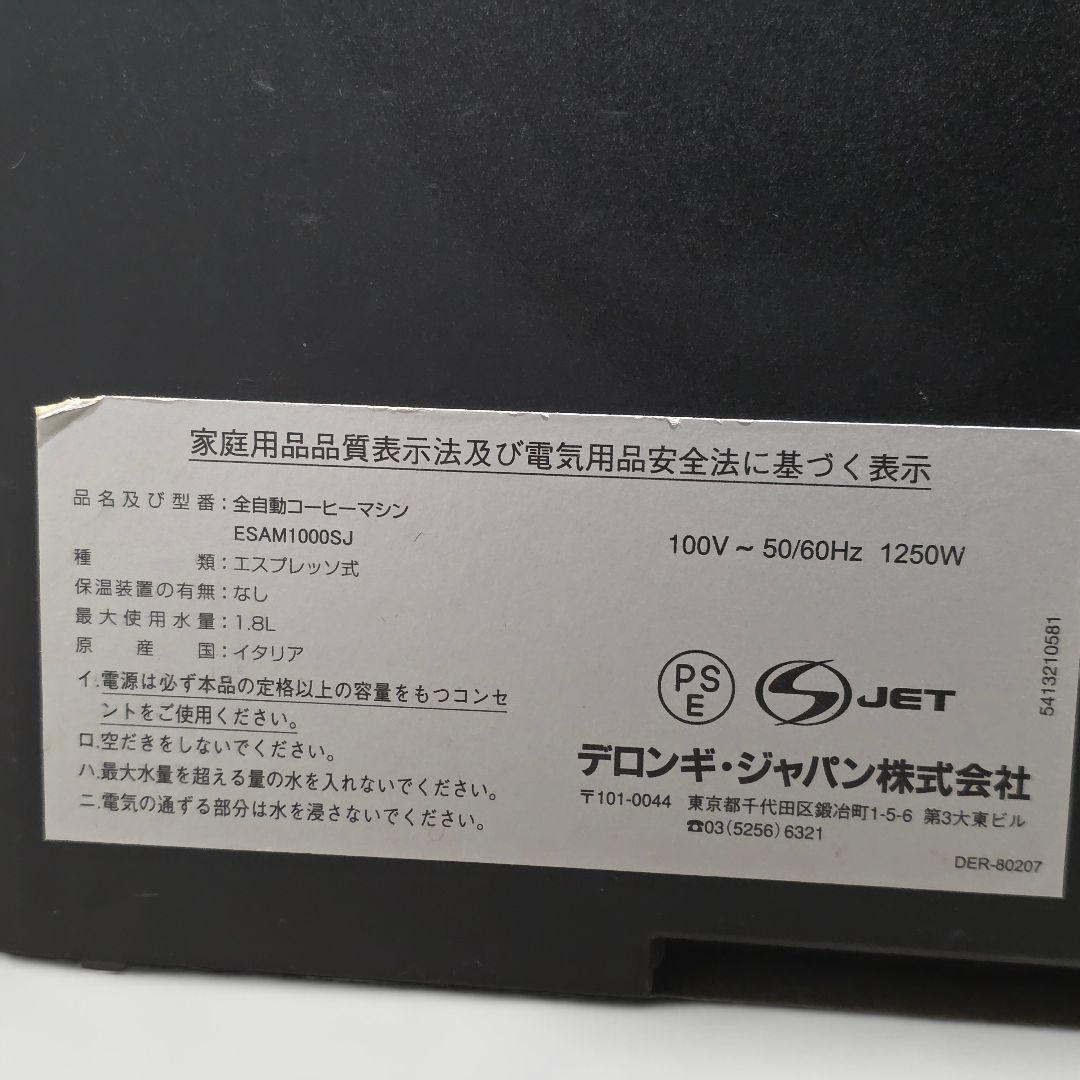 家庭用品品質表示法及び電気用品安全法に基づく表示
品名及び型番：全自動コーヒーマシン
ESAM1000SJ
種類：エスプレッソ式
保温装置の有無：なし
最大使用水量：1.8L
原産国：イタリア
イ.電源は必ず本品の定格以上の容量をもつコンセ
ントをご使用ください。
ロ.空だきをしないでください。
ハ.最大水量を超える量の水を入れないでください。
ニ.電気の通ずる部分は水を浸さないでください。
100V ~ 50/60Hz 1250W
PS
E
S JET
デロンギ・ジャパン株式会社
〒101-0044 東京都千代田区鍛冶町1-5-6 第3大東ビル
☎03(5256)6321
DER-80207
5413210581